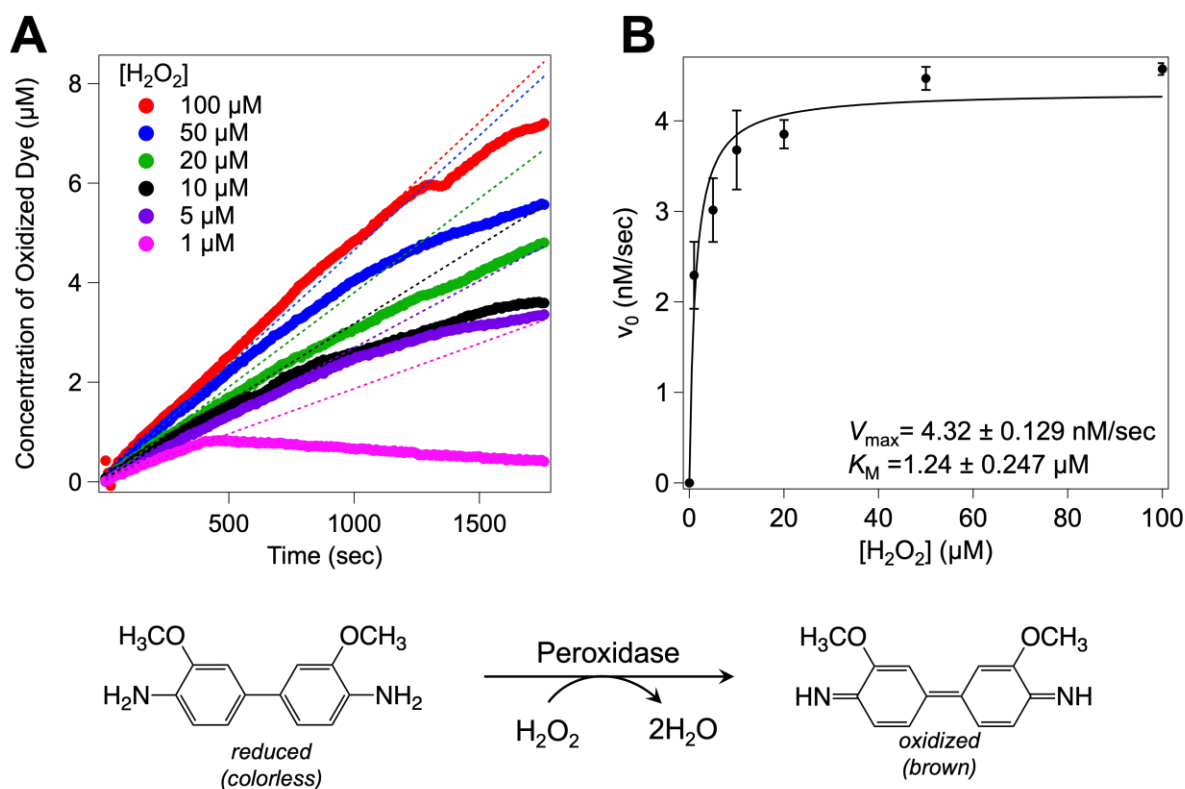 A
Concentration of Oxidized Dye (µM)
8
6
4
2
0
[H₂O₂]
100 µM
50 µM
20 µM
10 µM
5 µM
1 µM
500
1000
1500
Time (sec)
B
v₀ (nM/sec)
4
3
2
1
0
Vmax= 4.32 ± 0.129 nM/sec
KM =1.24 ± 0.247 µM
0
20
40
60
80
100
[H₂O₂] (µM)
H₃CO
OCH₃
H₂N
NH₂
reduced
(colorless)
Peroxidase
H₂O₂
2H₂O
H₃CO
OCH₃
HN
NH
oxidized
(brown)